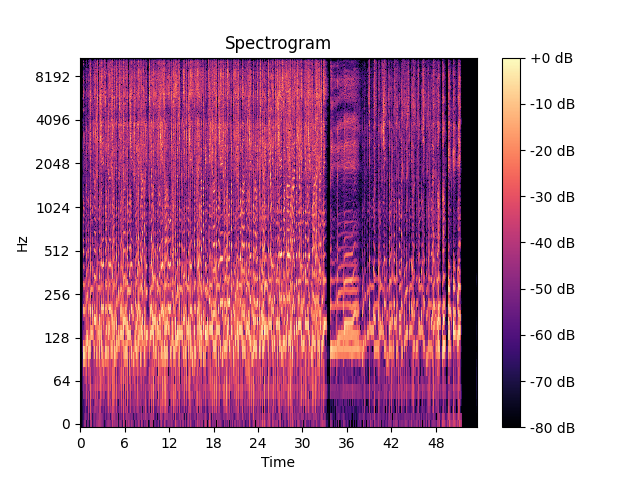 Spectrogram
Hz
8192
4096
2048
1024
512
256
128
64
0
0 6 12 18 24 30 36 42 48
Time
+0 dB
-10 dB
-20 dB
-30 dB
-40 dB
-50 dB
-60 dB
-70 dB
-80 dB